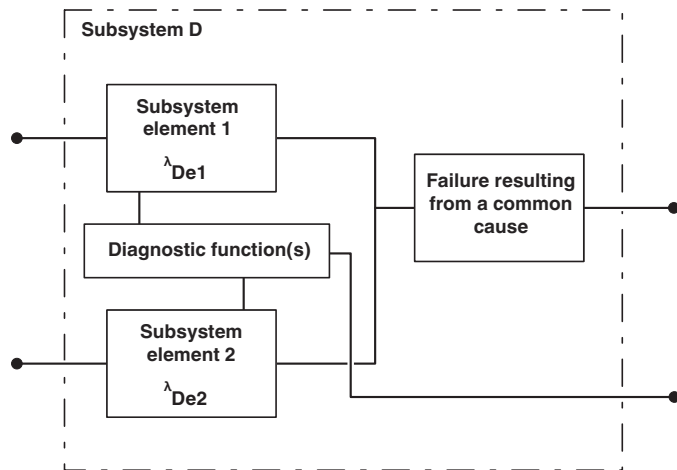 Subsystem D
Subsystem
element 1
λDe1
Failure resulting
from a common
cause
Diagnostic function(s)
Subsystem
element 2
λDe2